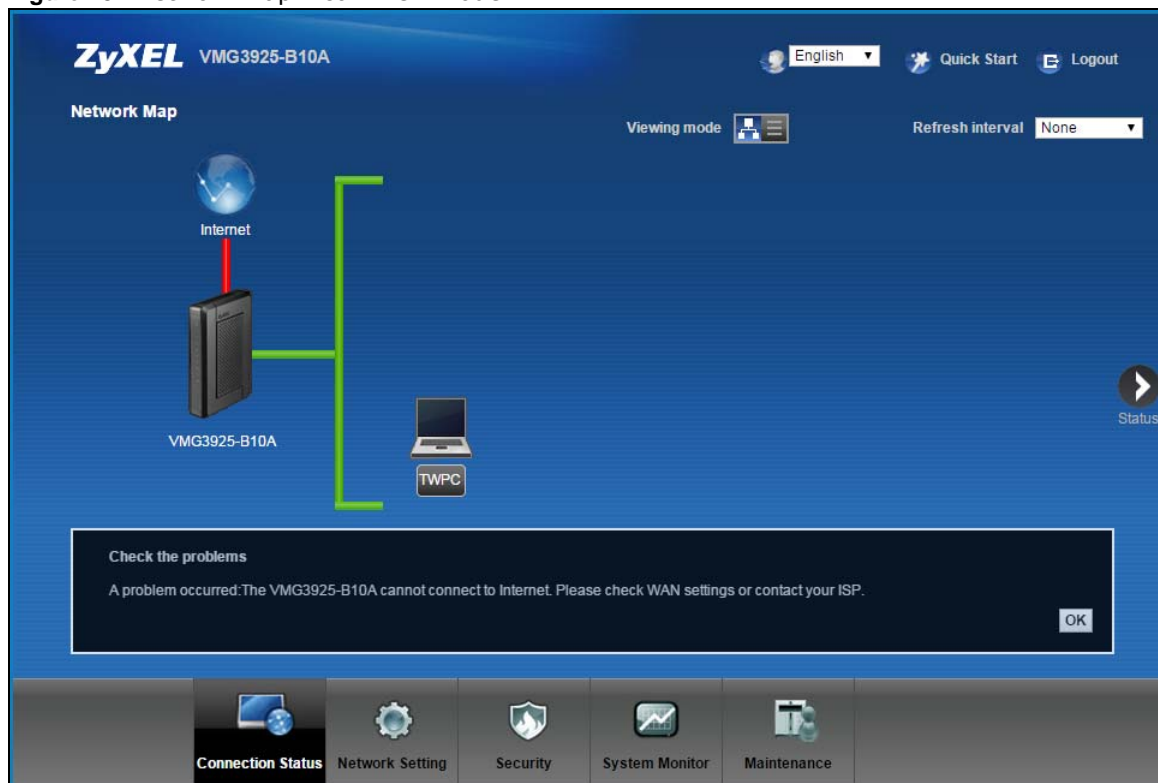 ZyXEL VMG3925-B10A
English
Quick Start
Logout
Network Map
Viewing mode
Refresh interval
None
Internet
VMG3925-B10A
TWPC
Status
Check the problems
A problem occurred:The VMG3925-B10A cannot connect to Internet. Please check WAN settings or contact your ISP.
OK
Connection Status
Network Setting
Security
System Monitor
Maintenance